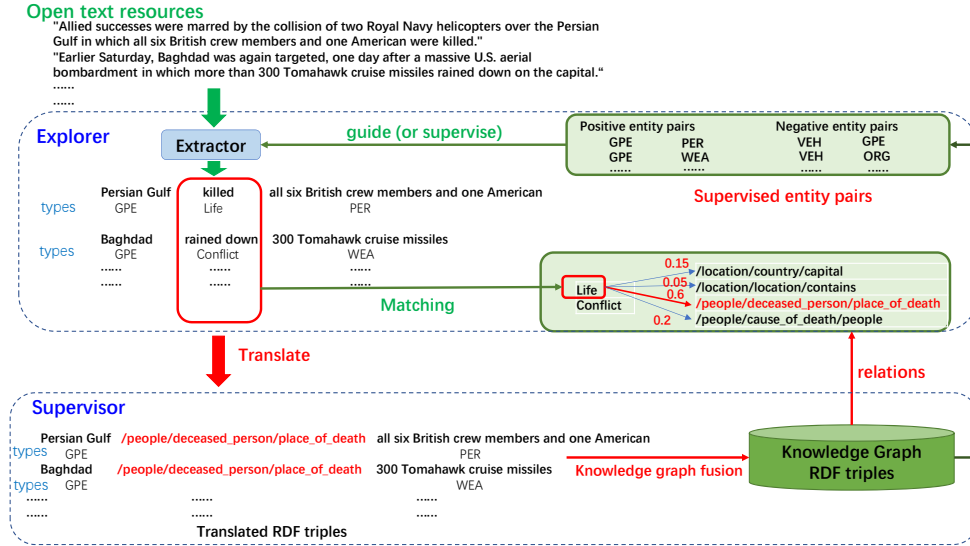 Open text resources
"Allied successes were marred by the collision of two Royal Navy helicopters over the Persian
Gulf in which all six British crew members and one American were killed."
"Earlier Saturday, Baghdad was again targeted, one day after a massive U.S. aerial
bombardment in which more than 300 Tomahawk cruise missiles rained down on the capital.“
......
......
Explorer
Extractor
guide (or supervise)
Positive entity pairs Negative entity pairs
GPE PER VEH GPE
GPE WEA VEH ORG
...... ...... ...... ......
Supervised entity pairs
Persian Gulf killed all six British crew members and one American
types GPE Life PER
Baghdad rained down 300 Tomahawk cruise missiles
types GPE Conflict WEA
...... ...... ......
...... ...... ......
Matching
Life
Conflict
0.15
0.05
0.6
0.2
/location/country/capital
/location/location/contains
/people/deceased_person/place_of_death
/people/cause_of_death/people
Translate
relations
Supervisor
Persian Gulf /people/deceased_person/place_of_death all six British crew members and one American
types GPE PER
Baghdad /people/deceased_person/place_of_death 300 Tomahawk cruise missiles
types GPE WEA
...... ...... ......
...... ...... ......
Translated RDF triples
Knowledge graph fusion
Knowledge Graph
RDF triples